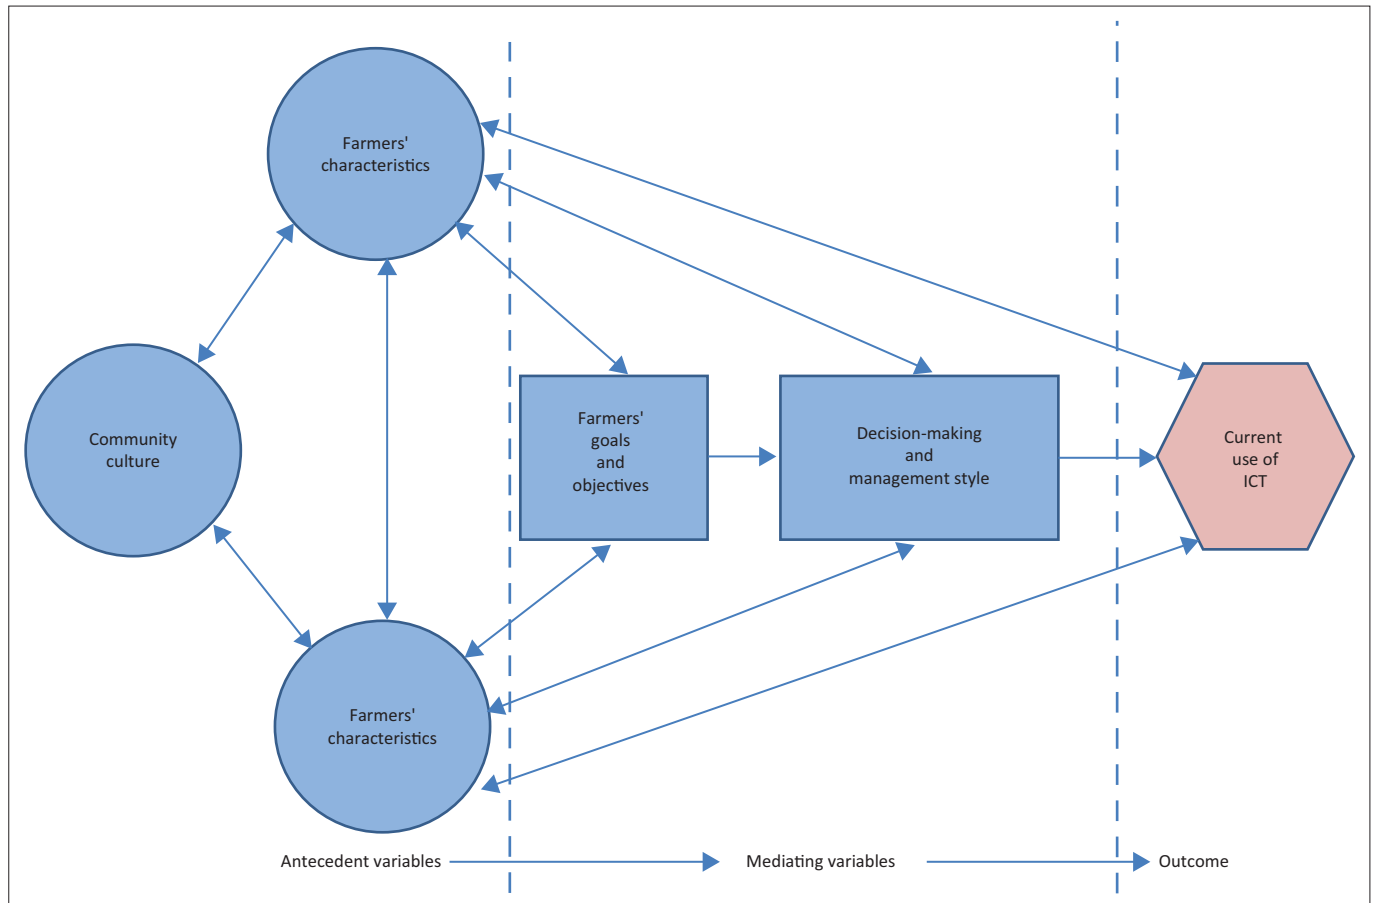 Farmers'
characteristics
Community
culture
Farmers'
goals
and
objectives
Decision-making
and
management style
Current
use of
ICT
Farmers'
characteristics
Antecedent variables
Mediating variables
Outcome